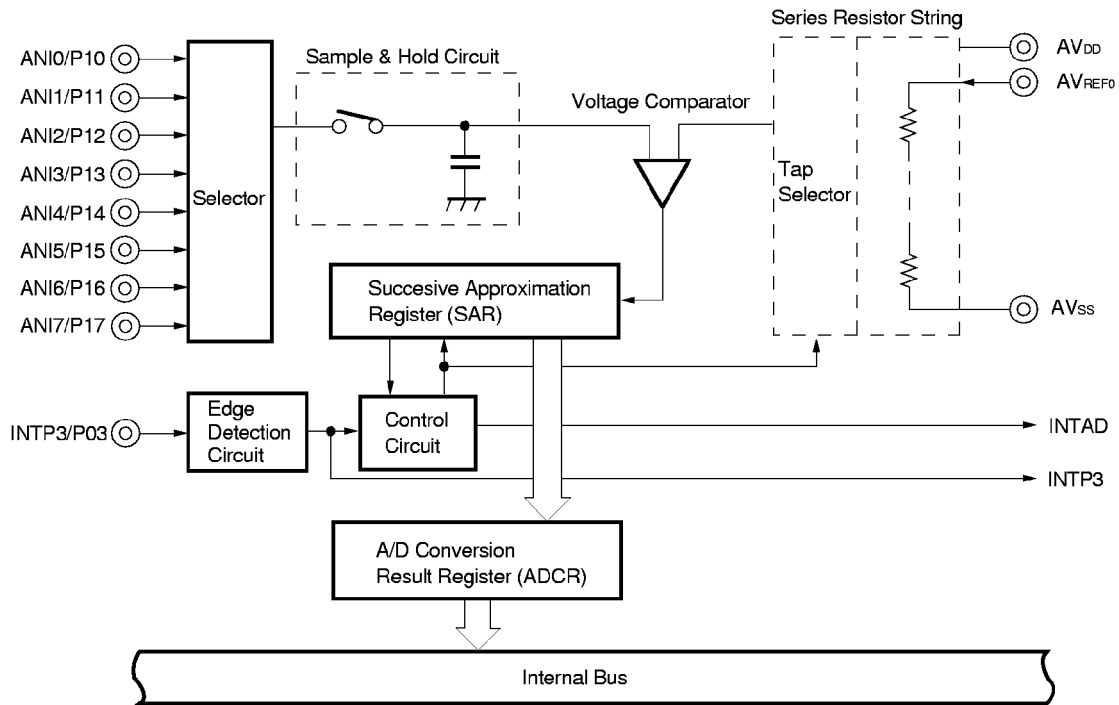 Series Resistor String
ANI0/P10
ANI1/P11
ANI2/P12
ANI3/P13
ANI4/P14
ANI5/P15
ANI6/P16
ANI7/P17
Selector
Sample & Hold Circuit
Voltage Comparator
Tap
Selector
AVDD
AVREF0
AVSS
Succesive Approximation
Register (SAR)
INTP3/P03
Edge
Detection
Circuit
Control
Circuit
INTAD
INTP3
A/D Conversion
Result Register (ADCR)
Internal Bus